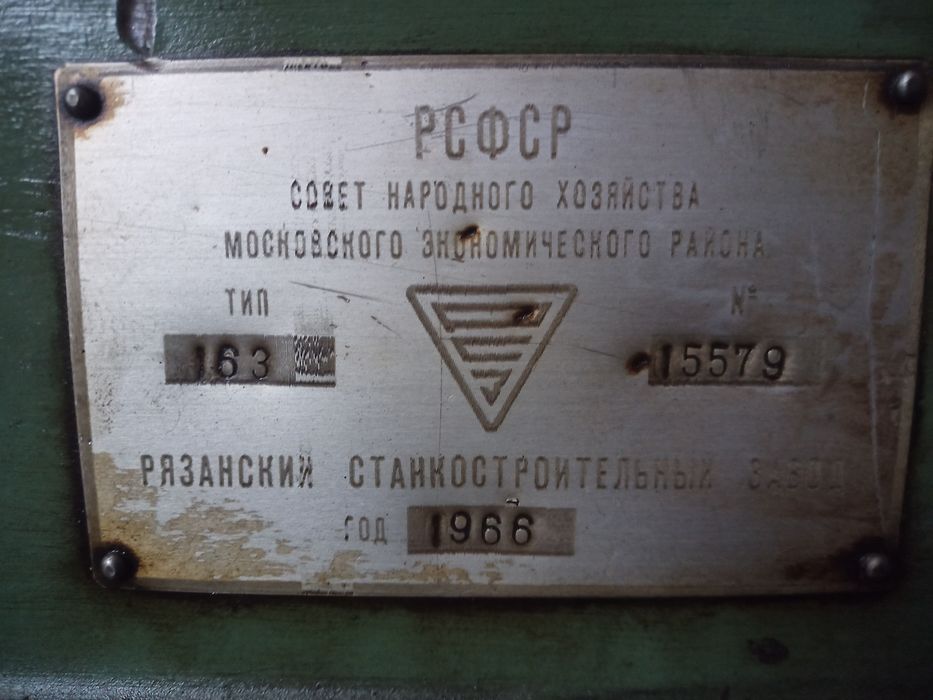 РСФСР
СОВЕТ НАРОДНОГО ХОЗЯЙСТВА
МОСКОВСКОГО ЭКОНОМИЧЕСКОГО РАЙОНА
ТИП
№
163
15579
РЯЗАНСКИЙ СТАНКОСТРОИТЕЛЬНЫЙ ЗАВОД
ГОД 1966